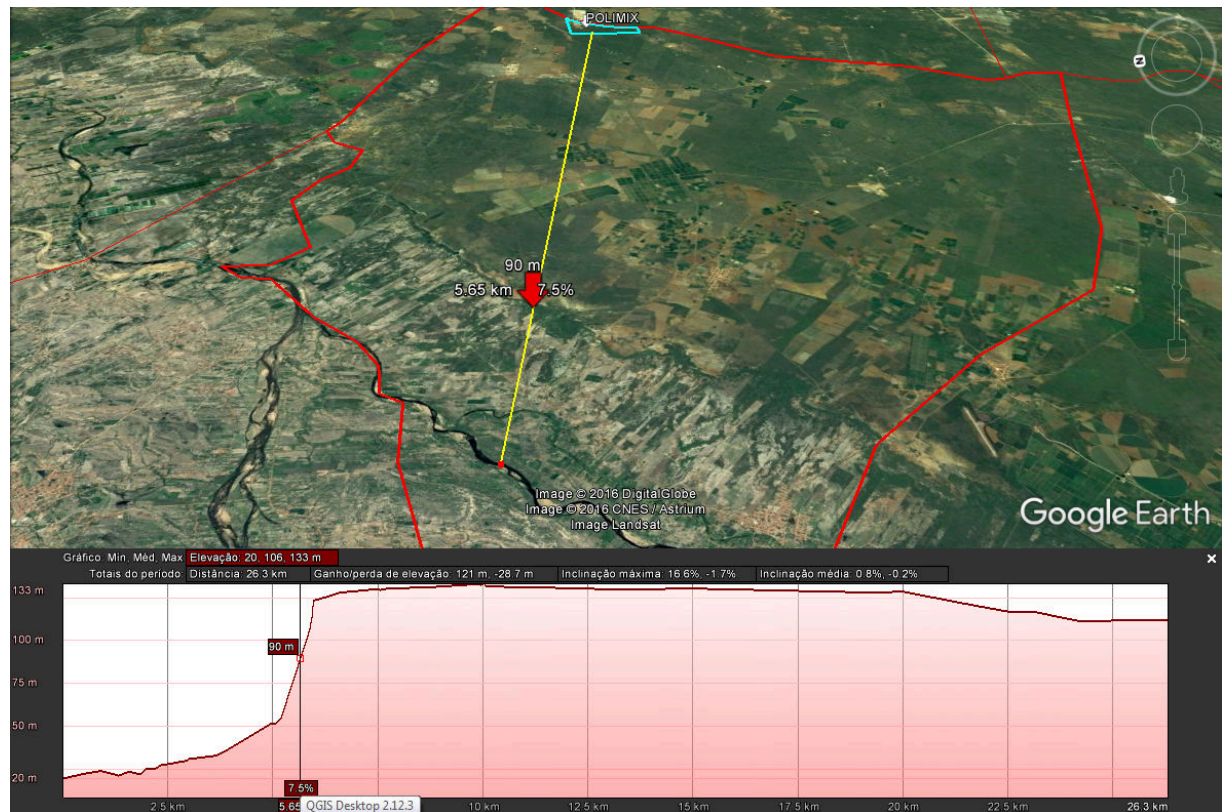 POLIMIX
N
90 m
5.65 km 7.5%
Image © 2016 DigitalGlobe
Image © 2016 CNES / Astrium
Image Landsat
Google Earth
Gráfico: Mín, Méd, Máx Elevação: 20, 106, 133 m
Totais do período: Distância: 26.3 km Ganho/perda de elevação: 121 m, -28.7 m Inclinação máxima: 16.6%, -1.7% Inclinação média: 0.8%, -0.2%
133 m
100 m
90 m
75 m
50 m
20 m
7.5%
2.5 km 5.65 QGIS Desktop 2.12.3 10 km 12.5 km 15 km 17.5 km 20 km 22.5 km 26.3 km